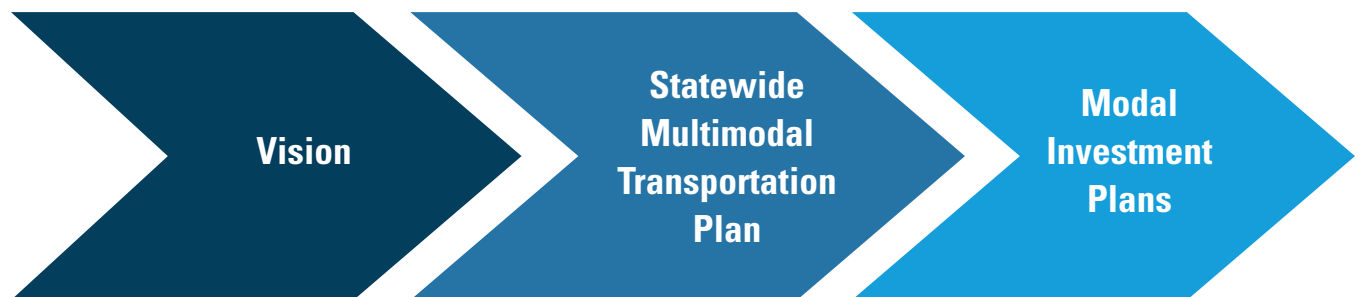 Vision
Statewide
Multimodal
Transportation
Plan
Modal
Investment
Plans